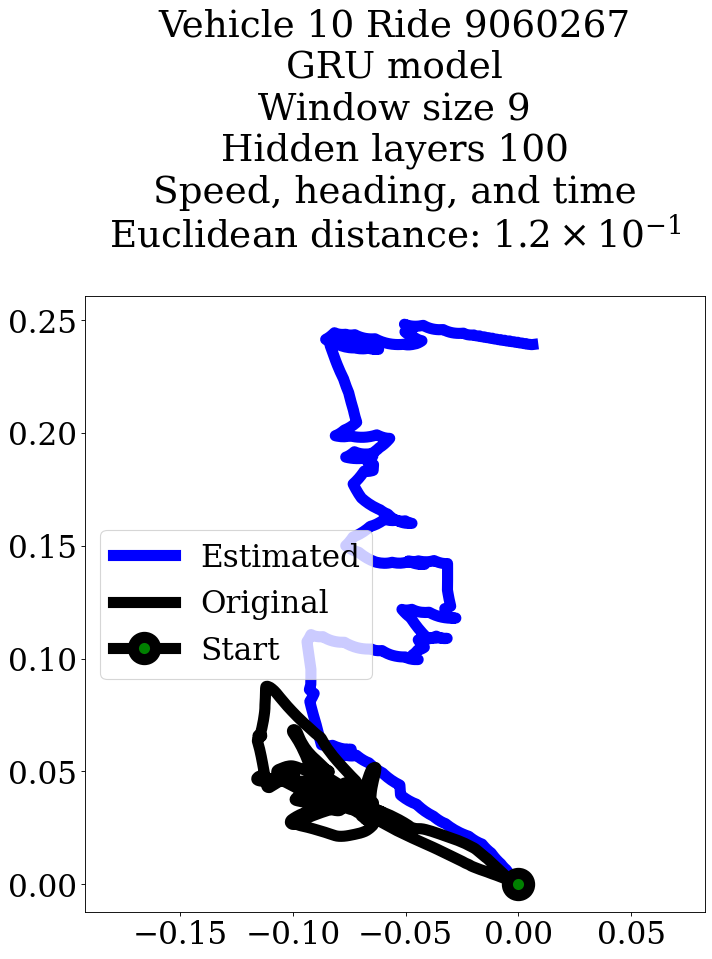 Vehicle 10 Ride 9060267
GRU model
Window size 9
Hidden layers 100
Speed, heading, and time
Euclidean distance: 1.2 × 10⁻¹
0.25
0.20
0.15
0.10
0.05
0.00
Estimated
Original
Start
−0.15 −0.10 −0.05 0.00 0.05